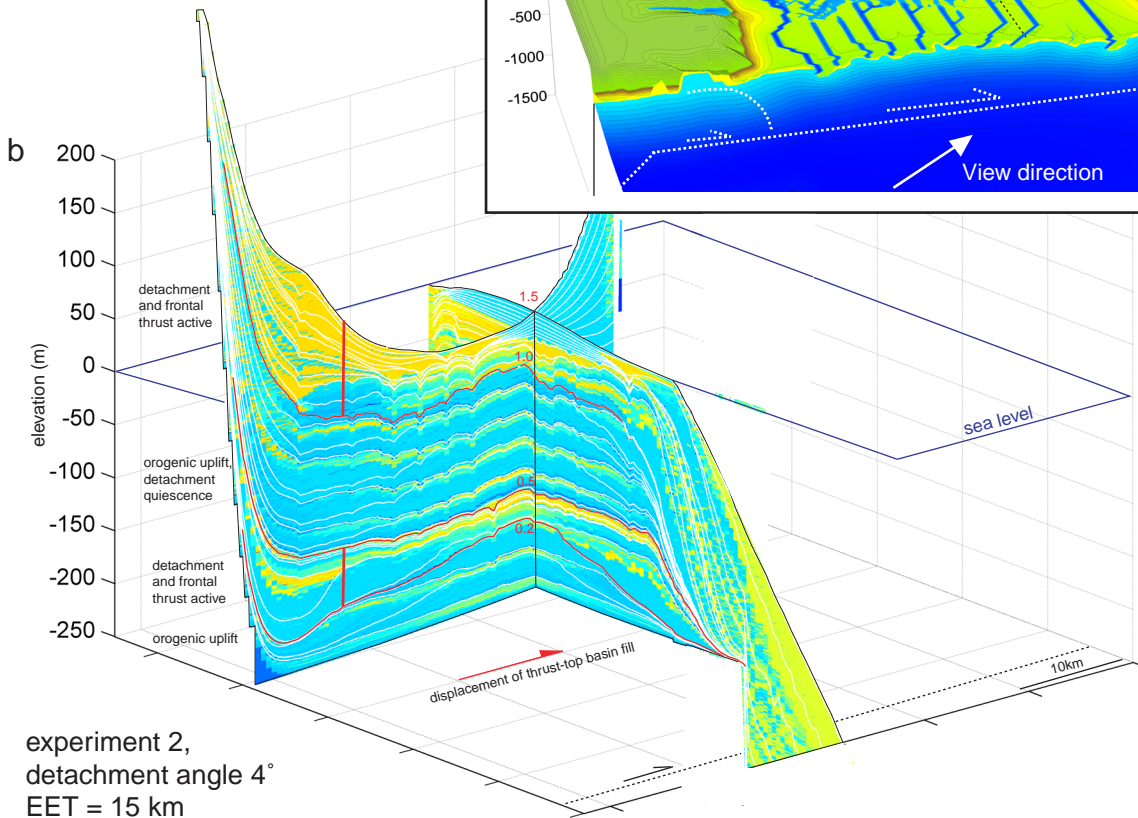 -500
-1000
-1500
View direction
b
200
150
100
50
0
-50
-100
-150
-200
-250
elevation (m)
detachment
and frontal
thrust active
orogenic uplift,
detachment
quiescence
detachment
and frontal
thrust active
orogenic uplift
1.5
1.0
0.5
0.2
sea level
displacement of thrust-top basin fill
10km
experiment 2,
detachment angle 4°
EET = 15 km